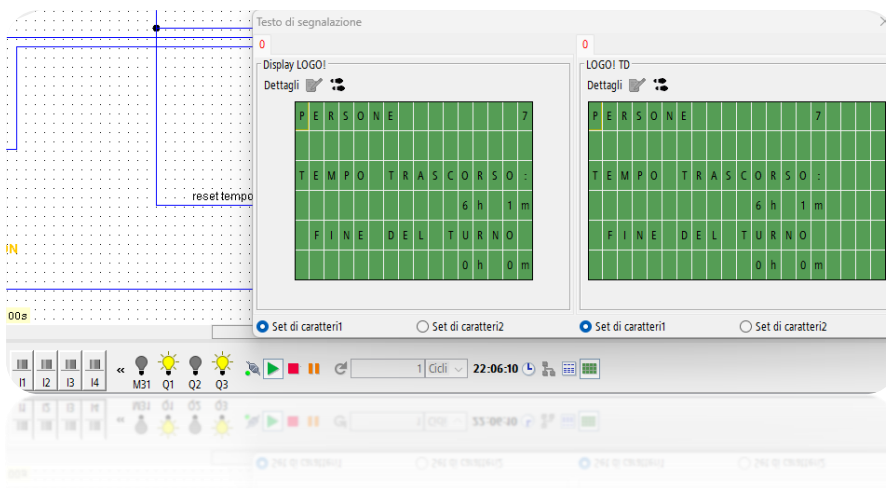 Testo di segnalazione
0
0
Display LOGO!
LOGO! TD
Dettagli
Dettagli
PERSONE 7
TEMPO TRASCORSO:
6h 1m
FINE DEL TURNO
0h 0m
PERSONE 7
TEMPO TRASCORSO:
6h 1m
FINE DEL TURNO
0h 0m
reset tempo
IN
00s
Set di caratteri1
Set di caratteri2
Set di caratteri1
Set di caratteri2
I1 I2 I3 I4 « M31 Q1 Q2 Q3 1 Cicli 22:06:10